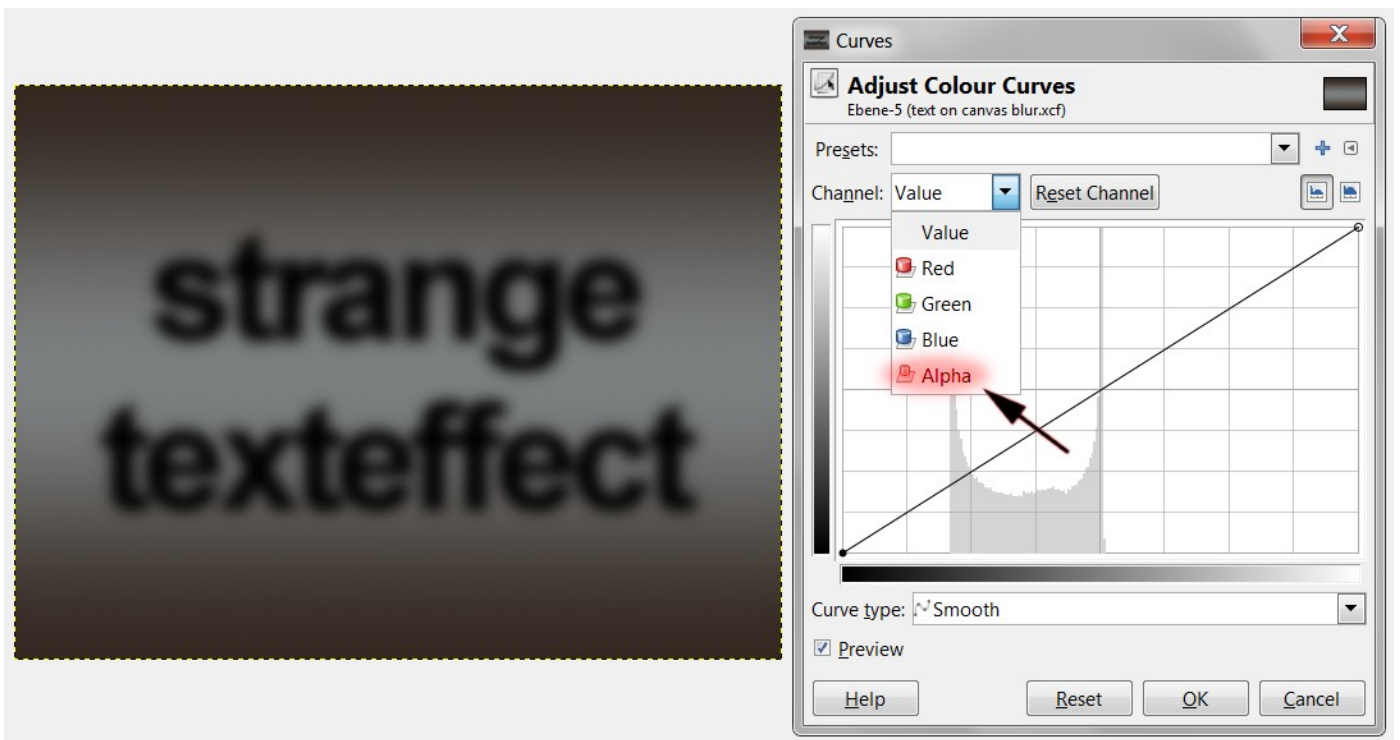 strange
texteffect
Curves
Adjust Colour Curves
Ebene-5 (text on canvas blur.xcf)
Presets:
Channel: Value Reset Channel
Value
Red
Green
Blue
Alpha
Curve type: Smooth
Preview
Help Reset OK Cancel